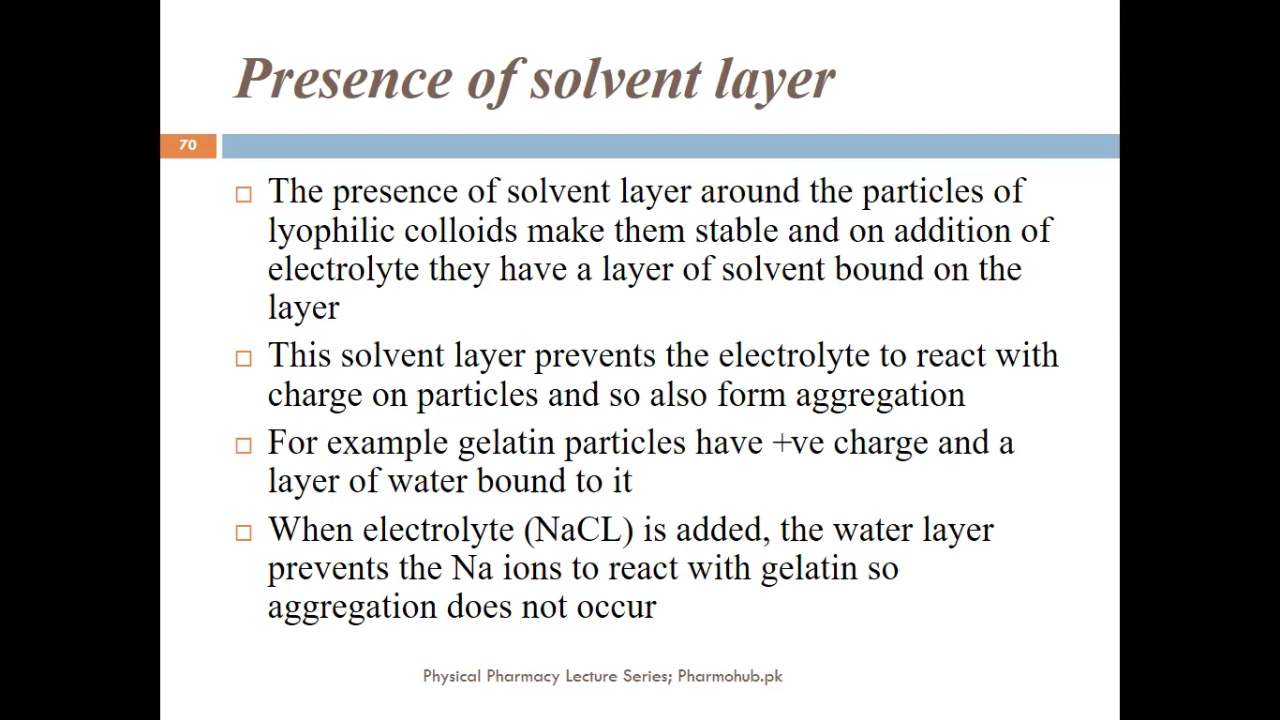 Presence of solvent layer
70
The presence of solvent layer around the particles of
lyophilic colloids make them stable and on addition of
electrolyte they have a layer of solvent bound on the
layer
This solvent layer prevents the electrolyte to react with
charge on particles and so also form aggregation
For example gelatin particles have +ve charge and a
layer of water bound to it
When electrolyte (NaCL) is added, the water layer
prevents the Na ions to react with gelatin so
aggregation does not occur
Physical Pharmacy Lecture Series; Pharmohub.pk